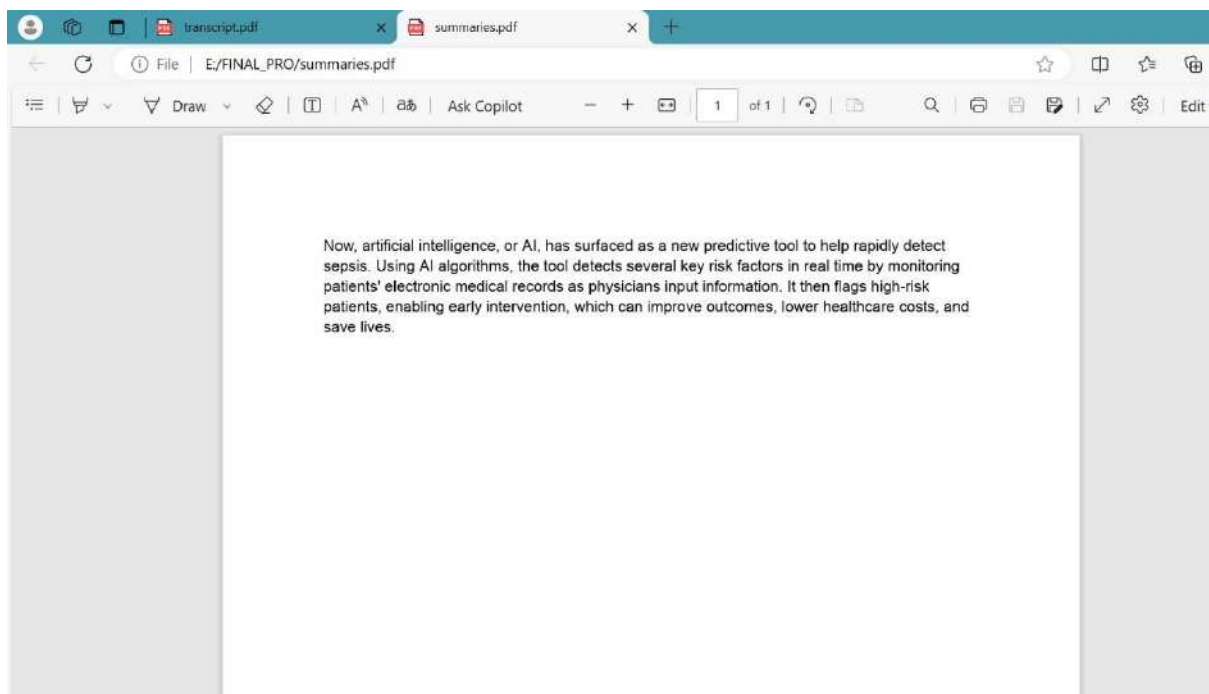 transcript.pdf
summaries.pdf
File E:/FINAL_PRO/summaries.pdf
Draw T A aあ Ask Copilot 1 of 1 Edit
Now, artificial intelligence, or AI, has surfaced as a new predictive tool to help rapidly detect
sepsis. Using AI algorithms, the tool detects several key risk factors in real time by monitoring
patients' electronic medical records as physicians input information. It then flags high-risk
patients, enabling early intervention, which can improve outcomes, lower healthcare costs, and
save lives.